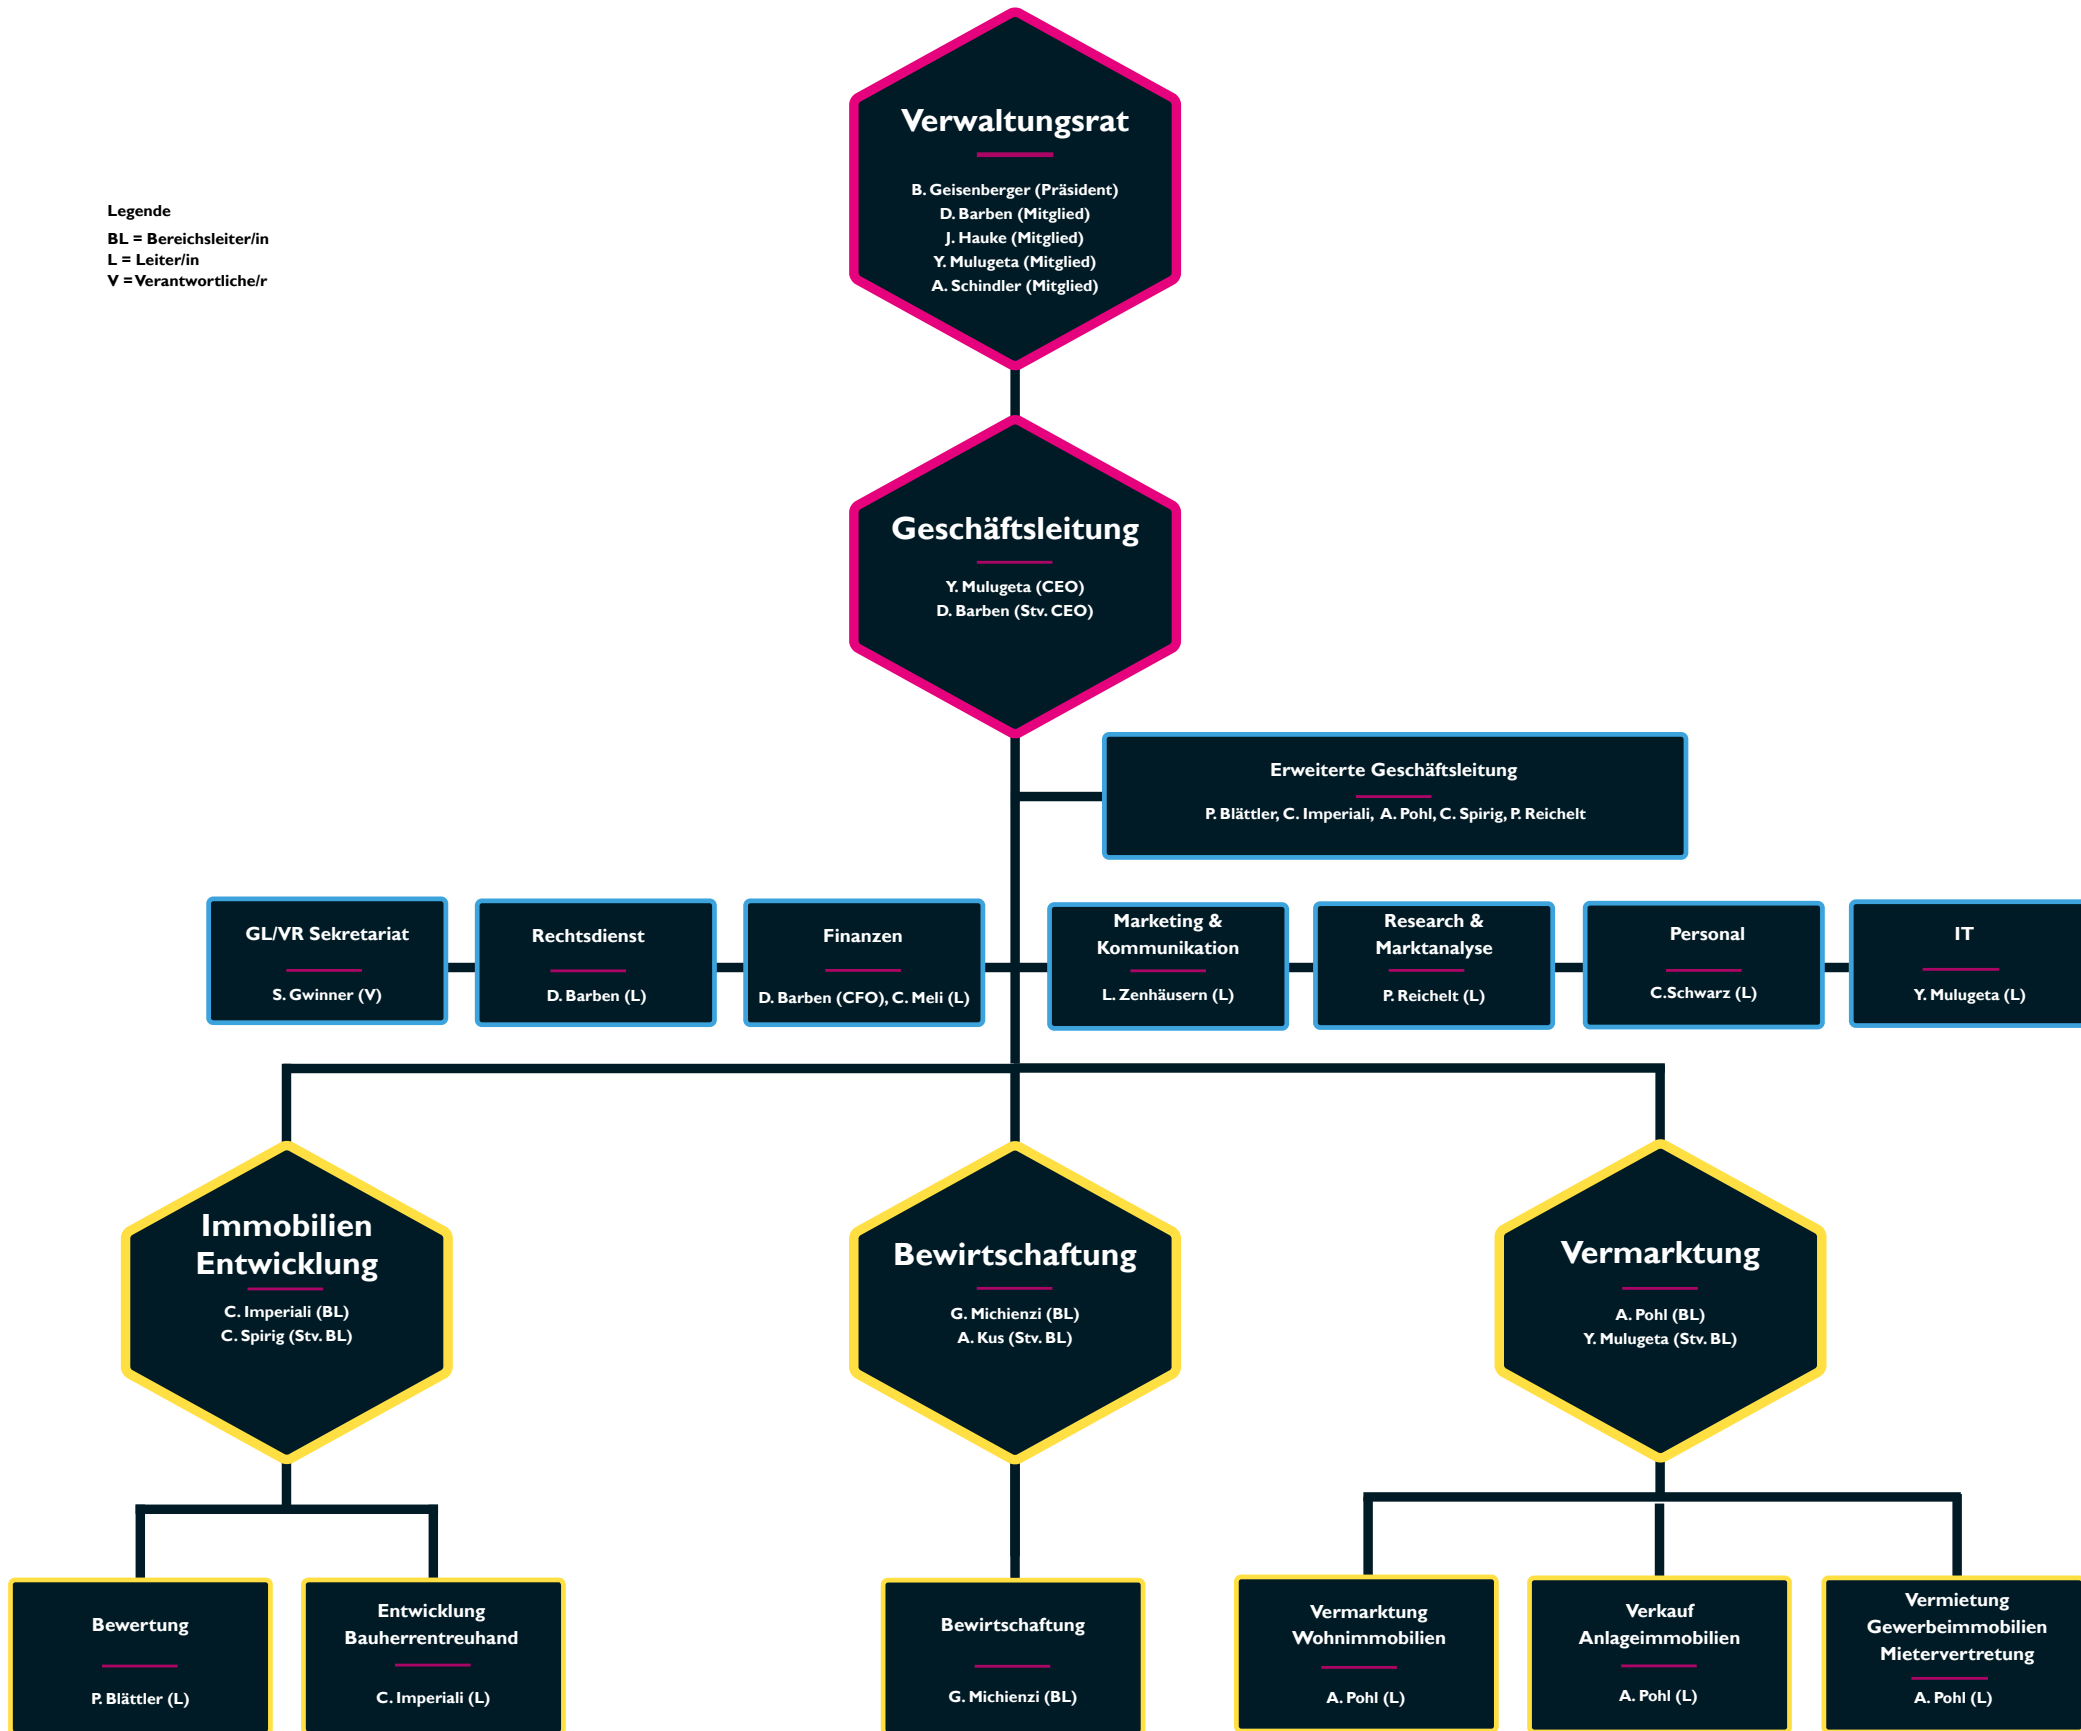 Verwaltungsrat
B. Geisenberger (Präsident)
D. Barben (Mitglied)
J. Hauke (Mitglied)
Y. Mulugeta (Mitglied)
A. Schindler (Mitglied)
Legende
BL = Bereichsleiter/in
L = Leiter/in
V = Verantwortliche/r
Geschäftsleitung
Y. Mulugeta (CEO)
D. Barben (Stv. CEO)
Erweiterte Geschäftsleitung
P. Blättler, C. Imperiali, A. Pohl, C. Spirig, P. Reichelt
GL/VR Sekretariat
S. Gwinner (V)
Rechtsdienst
D. Barben (L)
Finanzen
D. Barben (CFO), C. Meli (L)
Marketing &
Kommunikation
L. Zenhäusern (L)
Research &
Marktanalyse
P. Reichelt (L)
Personal
C.Schwarz (L)
IT
Y. Mulugeta (L)
Immobilien
Entwicklung
C. Imperiali (BL)
C. Spirig (Stv. BL)
Bewirtschaftung
G. Michienzi (BL)
A. Kus (Stv. BL)
Vermarktung
A. Pohl (BL)
Y. Mulugeta (Stv. BL)
Bewertung
P. Blättler (L)
Entwicklung
Bauherrentreuhand
C. Imperiali (L)
Bewirtschaftung
G. Michienzi (BL)
Vermarktung
Wohnimmobilien
A. Pohl (L)
Verkauf
Anlageimmobilien
A. Pohl (L)
Vermietung
Gewerbeimmobilien
Mietervertretung
A. Pohl (L)